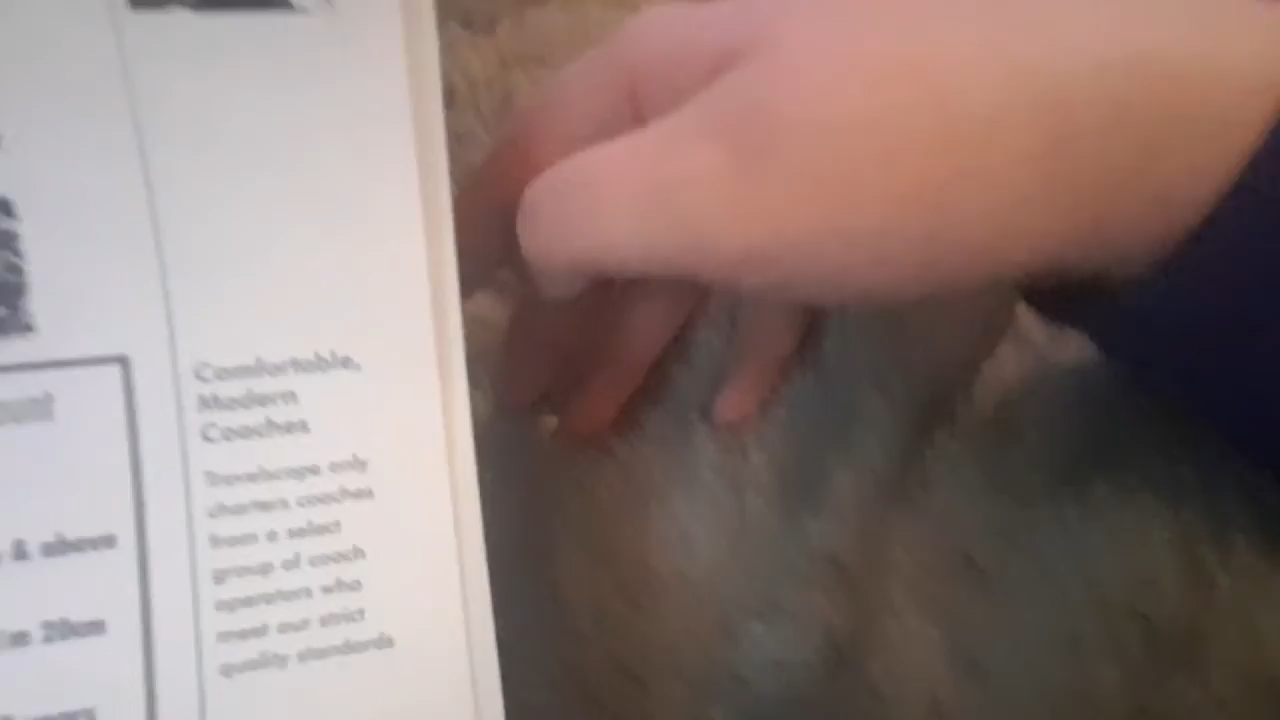 & above
20cm
Comfortable,
Modern
Coaches
Travelscope only
charters coaches
from a select
group of coach
operators who
meet our strict
quality standards